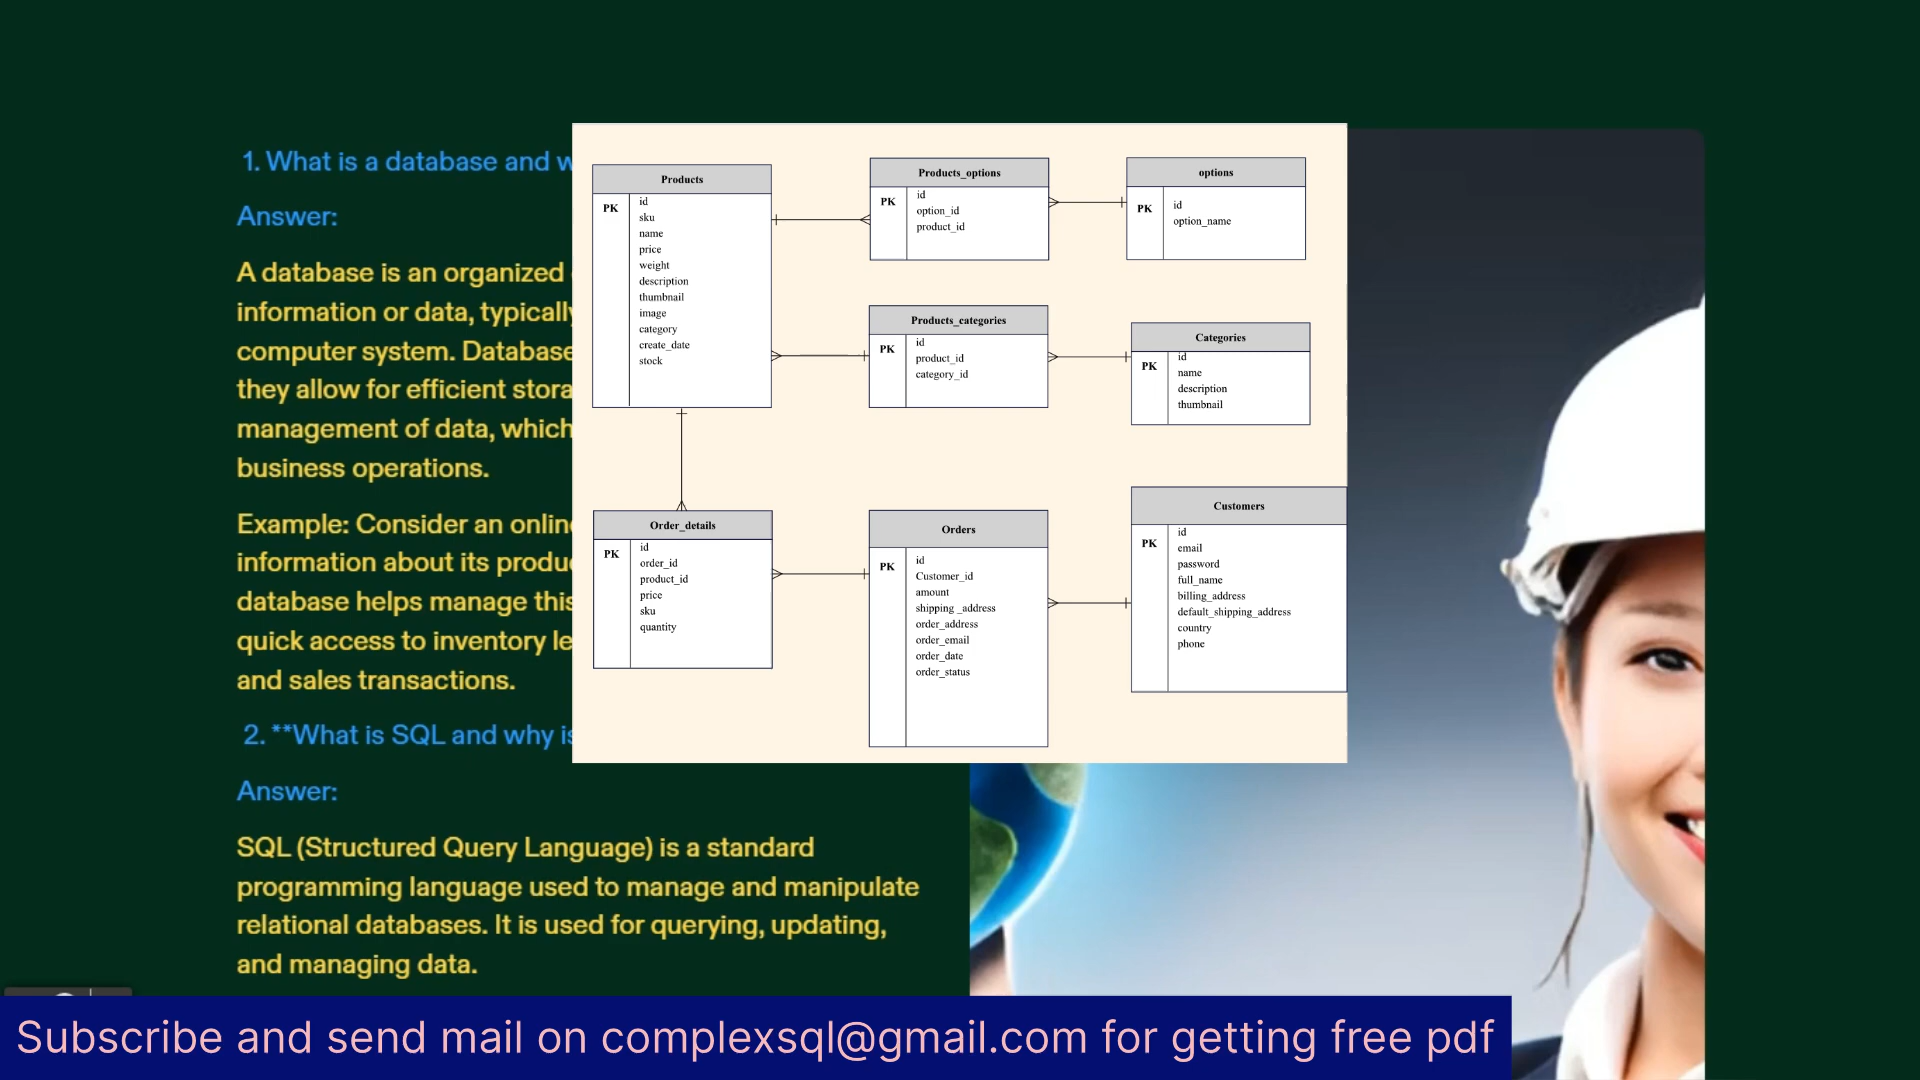 1. What is a database and w
Answer:
A database is an organized
information or data, typically
computer system. Database
they allow for efficient stora
management of data, which
business operations.
Example: Consider an online
information about its produ
database helps manage this
quick access to inventory le
and sales transactions.
2. **What is SQL and why is
Answer:
SQL (Structured Query Language) is a standard
programming language used to manage and manipulate
relational databases. It is used for querying, updating,
and managing data.
Products
PK
id
sku
name
price
weight
description
thumbnail
image
category
create_date
stock
Products_options
PK
id
option_id
product_id
options
PK
id
option_name
Products_categories
PK
id
product_id
category_id
Categories
PK
id
name
description
thumbnail
Order_details
PK
id
order_id
product_id
price
sku
quantity
Orders
PK
id
Customer_id
amount
shipping _address
order_address
order_email
order_date
order_status
Customers
PK
id
email
password
full_name
billing_address
default_shipping_address
country
phone
Subscribe and send mail on complexsql@gmail.com for getting free pdf